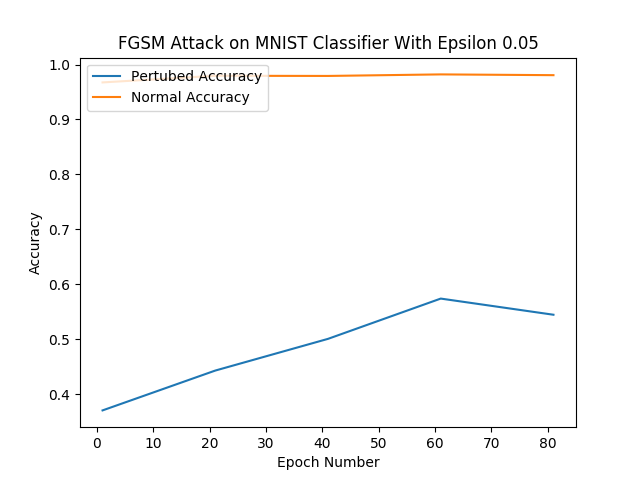 FGSM Attack on MNIST Classifier With Epsilon 0.05
Pertubed Accuracy
Normal Accuracy
1.0
0.9
0.8
0.7
0.6
0.5
0.4
Accuracy
0 10 20 30 40 50 60 70 80
Epoch Number